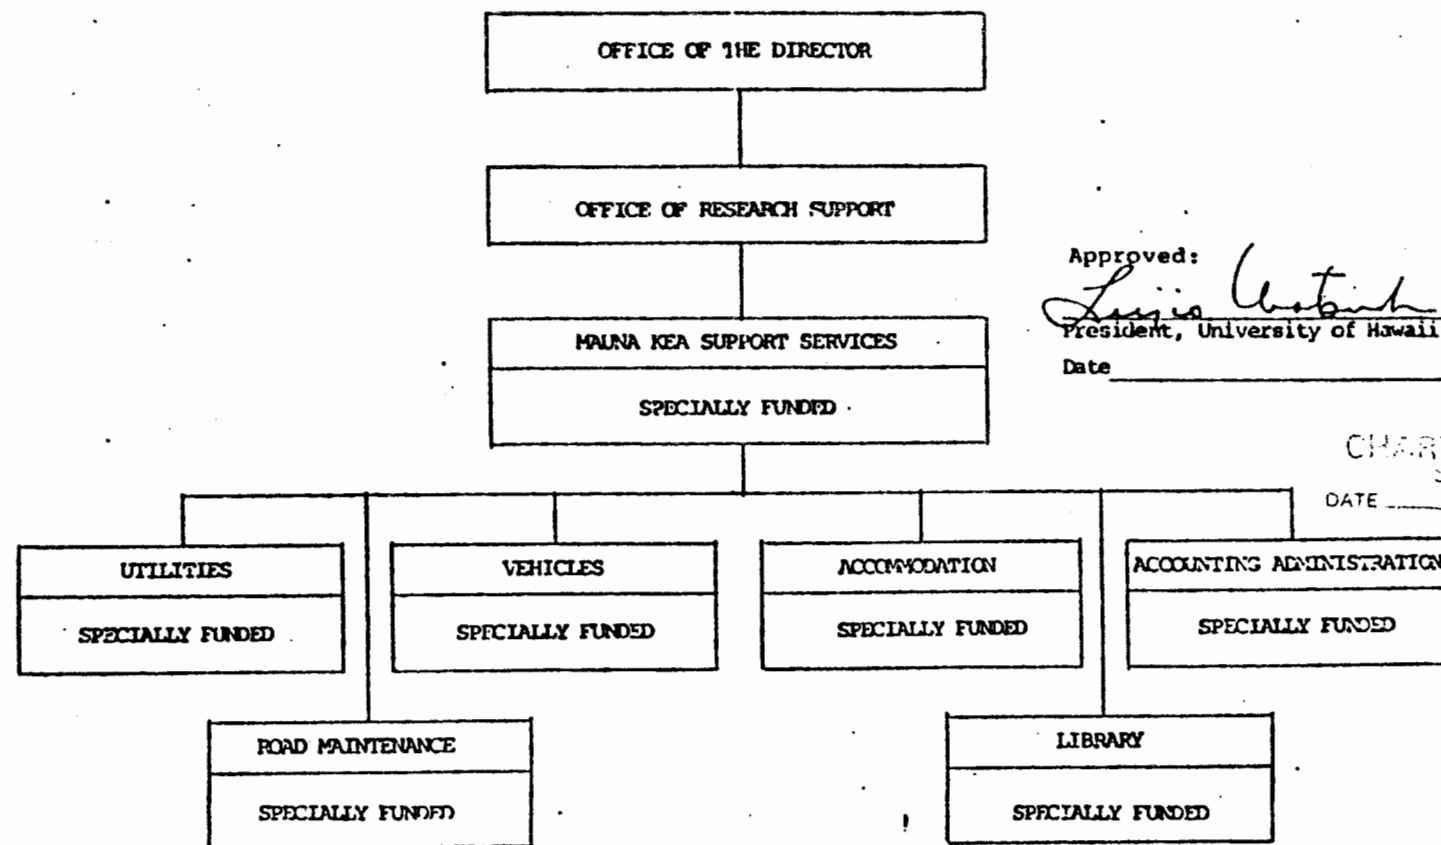 OFFICE OF THE DIRECTOR
OFFICE OF RESEARCH SUPPORT
Approved:
President, University of Hawaii
Date
MAUNA KEA SUPPORT SERVICES
SPECIALLY FUNDED
DATE
UTILITIES
SPECIALLY FUNDED
VEHICLES
SPECIALLY FUNDED
ACCOMMODATION
SPECIALLY FUNDED
ACCOUNTING ADMINISTRATION
SPECIALLY FUNDED
ROAD MAINTENANCE
SPECIALLY FUNDED
LIBRARY
SPECIALLY FUNDED